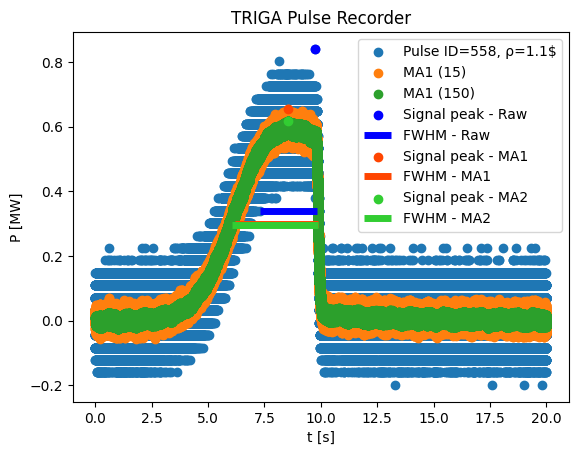 TRIGA Pulse Recorder
Pulse ID=558, ρ=1.1$
MA1 (15)
MA1 (150)
Signal peak - Raw
FWHM - Raw
Signal peak - MA1
FWHM - MA1
Signal peak - MA2
FWHM - MA2
P [MW]
0.8
0.6
0.4
0.2
0.0
−0.2
0.0 2.5 5.0 7.5 10.0 12.5 15.0 17.5 20.0
t [s]